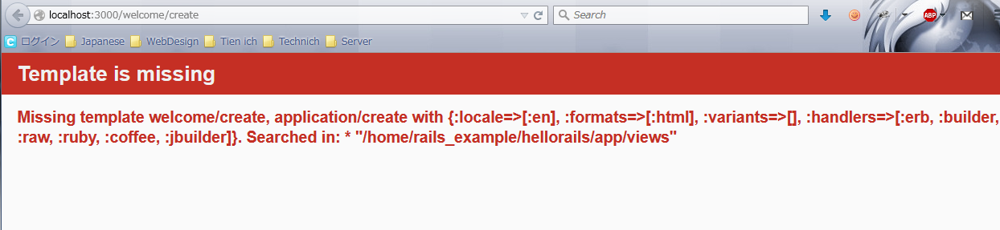 localhost:3000/welcome/create Search ABP
ログイン Japanese WebDesign Tien ich Technich Server
Template is missing
Missing template welcome/create, application/create with {:locale=>[:en], :formats=>[:html], :variants=>[], :handlers=>[:erb, :builder,
:raw, :ruby, :coffee, :jbuilder]}. Searched in: * "/home/rails_example/hellorails/app/views"